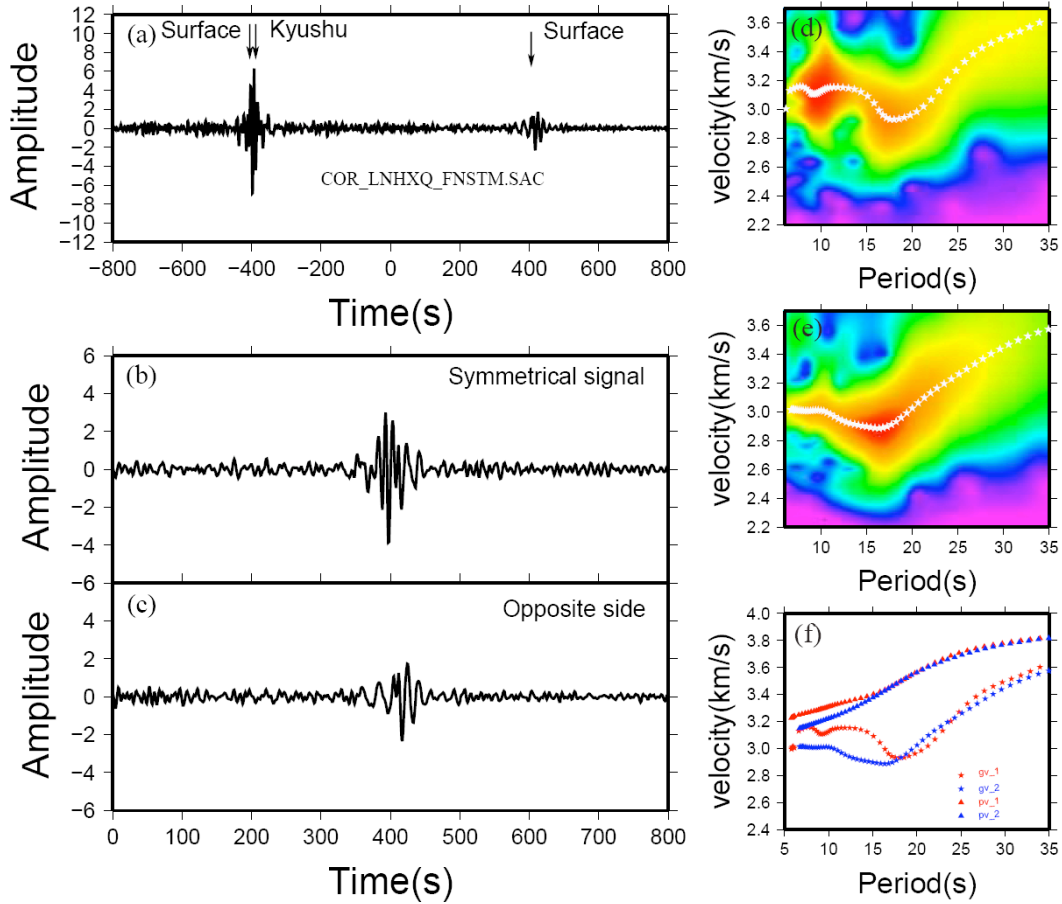 (a)
Surface
Kyushu
Surface
COR_LNHXQ_FNSTM.SAC
Amplitude
12
10
8
6
4
2
0
−2
−4
−6
−8
−10
−12
−800 −600 −400 −200 0 200 400 600 800
Time(s)
(b)
Symmetrical signal
Amplitude
6
4
2
0
−2
−4
−6
(c)
Opposite side
Amplitude
6
4
2
0
−2
−4
−6
0 100 200 300 400 500 600 700 800
Time(s)
(d)
velocity(km/s)
3.6
3.4
3.2
3.0
2.8
2.6
2.4
2.2
10 15 20 25 30 35
Period(s)
(e)
velocity(km/s)
3.6
3.4
3.2
3.0
2.8
2.6
2.4
2.2
10 15 20 25 30 35
Period(s)
(f)
velocity(km/s)
4.0
3.8
3.6
3.4
3.2
3.0
2.8
2.6
2.4
gv_1
gv_2
pv_1
pv_2
5 10 15 20 25 30 35
Period(s)